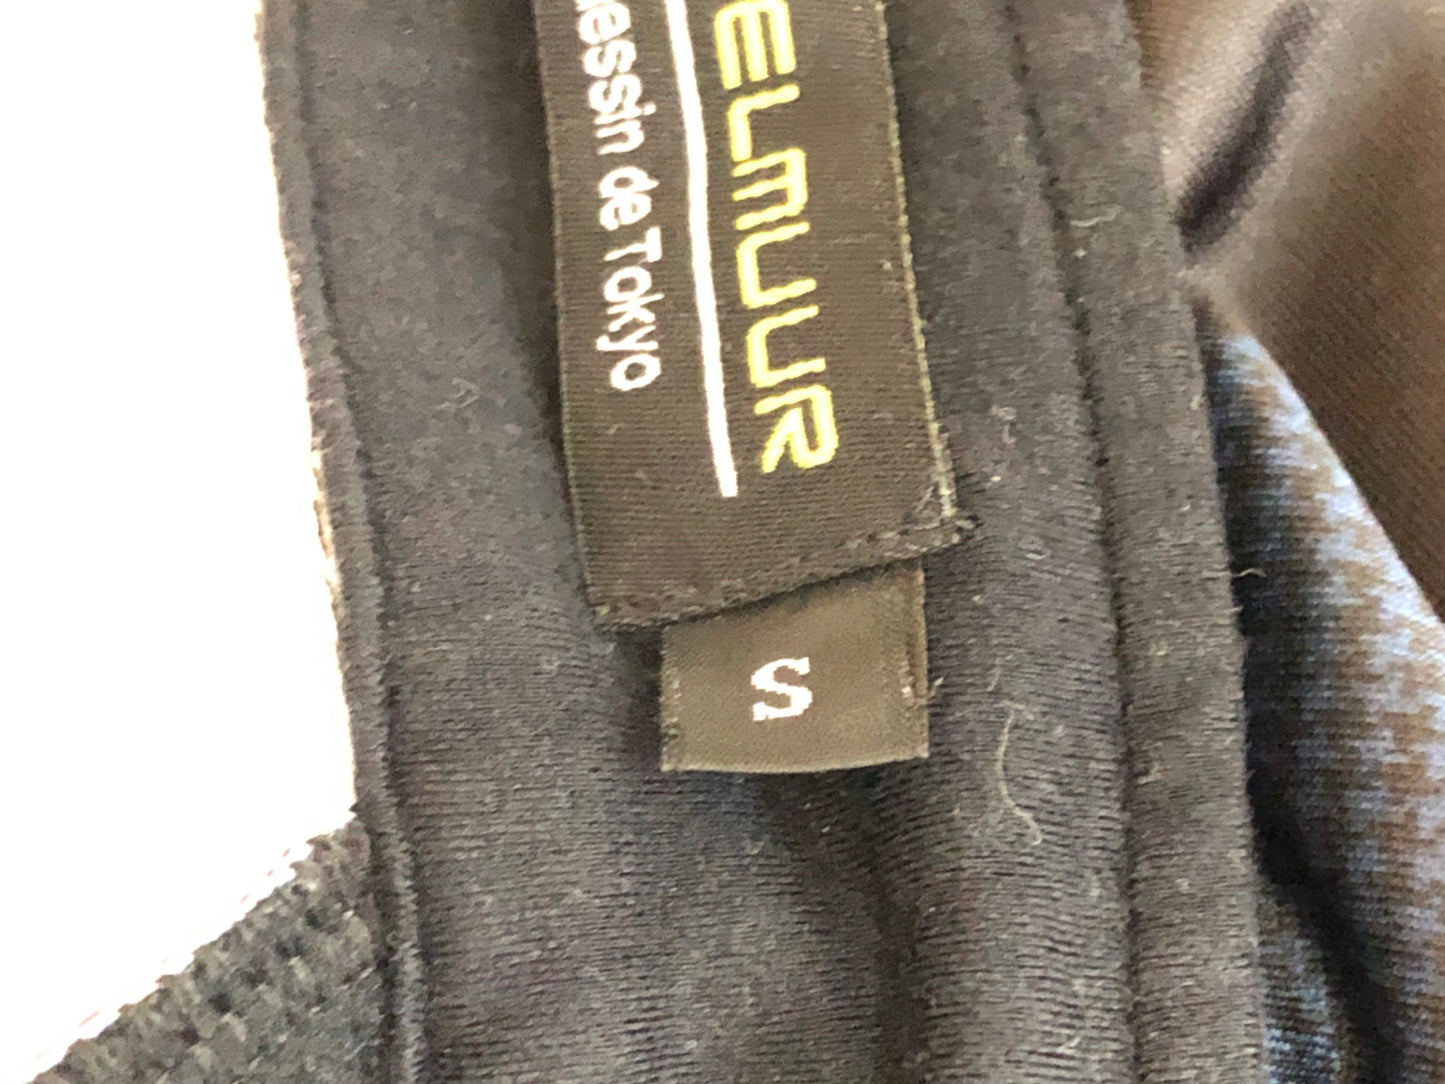 ELMUUR
essin de Tokyo
S